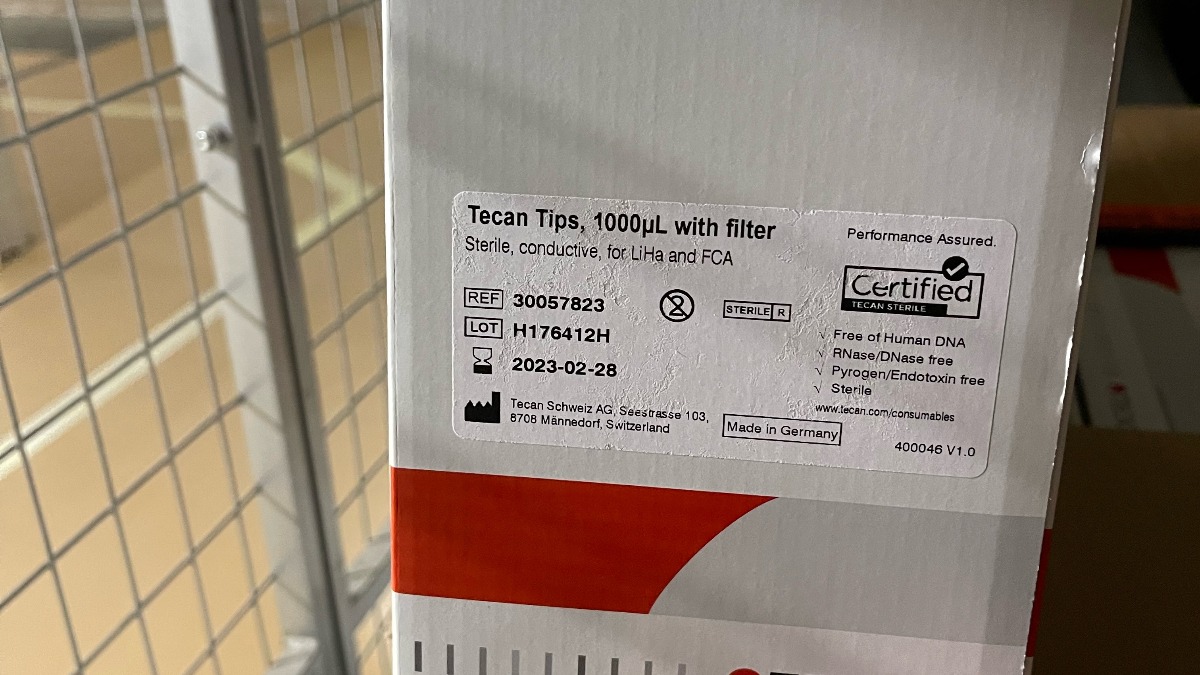 Tecan Tips, 1000µL with filter
Sterile, conductive, for LiHa and FCA
REF 30057823
LOT H176412H
2023-02-28
Tecan Schweiz AG, Seestrasse 103,
8708 Männedorf, Switzerland
2
STERILE R
Made in Germany
Performance Assured.
Certified
TECAN STERILE
√ Free of Human DNA
√ RNase/DNase free
√ Pyrogen/Endotoxin free
√ Sterile
www.tecan.com/consumables
400046 V1.0